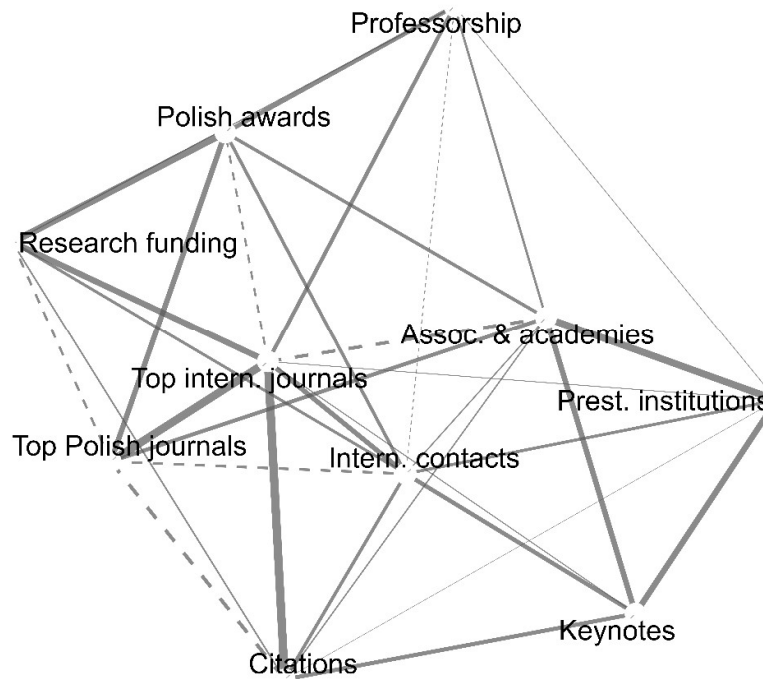 Professorship
Polish awards
Research funding
Assoc. & academies
Top intern. journals
Prest. institutions
Top Polish journals
Intern. contacts
Keynotes
Citations